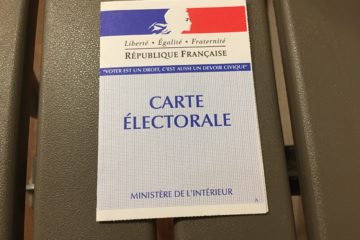 Liberté • Égalité • Fraternité
RÉPUBLIQUE FRANÇAISE
"VOTER EST UN DROIT, C'EST AUSSI UN DEVOIR CIVIQUE"
CARTE
ÉLECTORALE
MINISTÈRE DE L'INTÉRIEUR